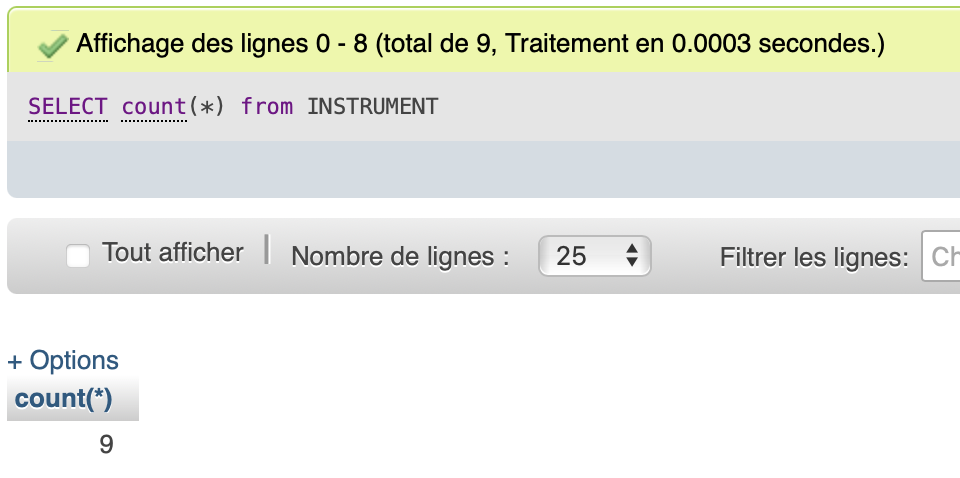 Affichage des lignes 0 - 8 (total de 9, Traitement en 0.0003 secondes.)
SELECT count(*) from INSTRUMENT
Tout afficher Nombre de lignes : 25 Filtrer les lignes:
+ Options
count(*)
9